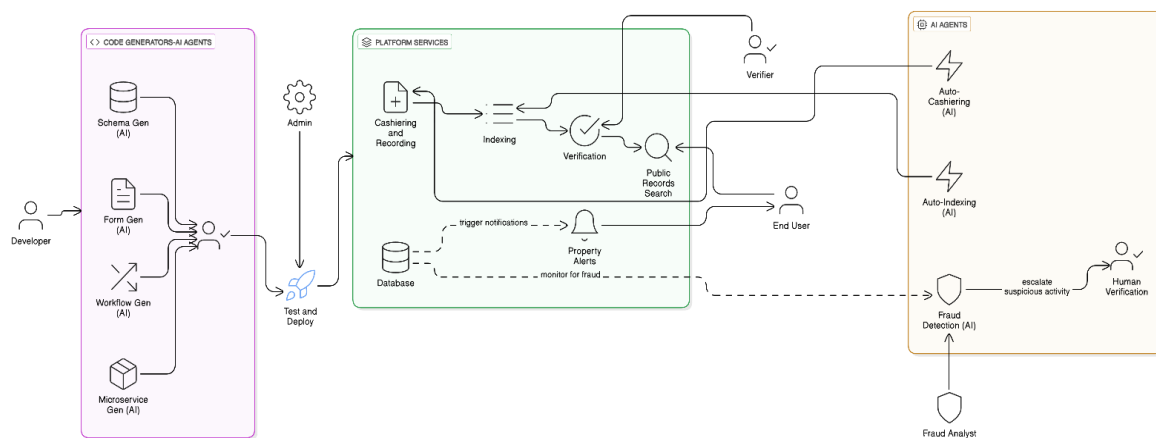 CODE GENERATORS-AI AGENTS
Schema Gen
(AI)
Form Gen
(AI)
Developer
Workflow Gen
(AI)
Microservice
Gen (AI)
Admin
Test and
Deploy
PLATFORM SERVICES
Cashiering
and
Recording
Indexing
Verification
Public
Records
Search
trigger notifications
Property
Alerts
Database
monitor for fraud
Verifier
End User
AI AGENTS
Auto-
Cashiering
(AI)
Auto-Indexing
(AI)
Fraud
Detection (AI)
escalate
suspicious activity
Human
Verification
Fraud Analyst